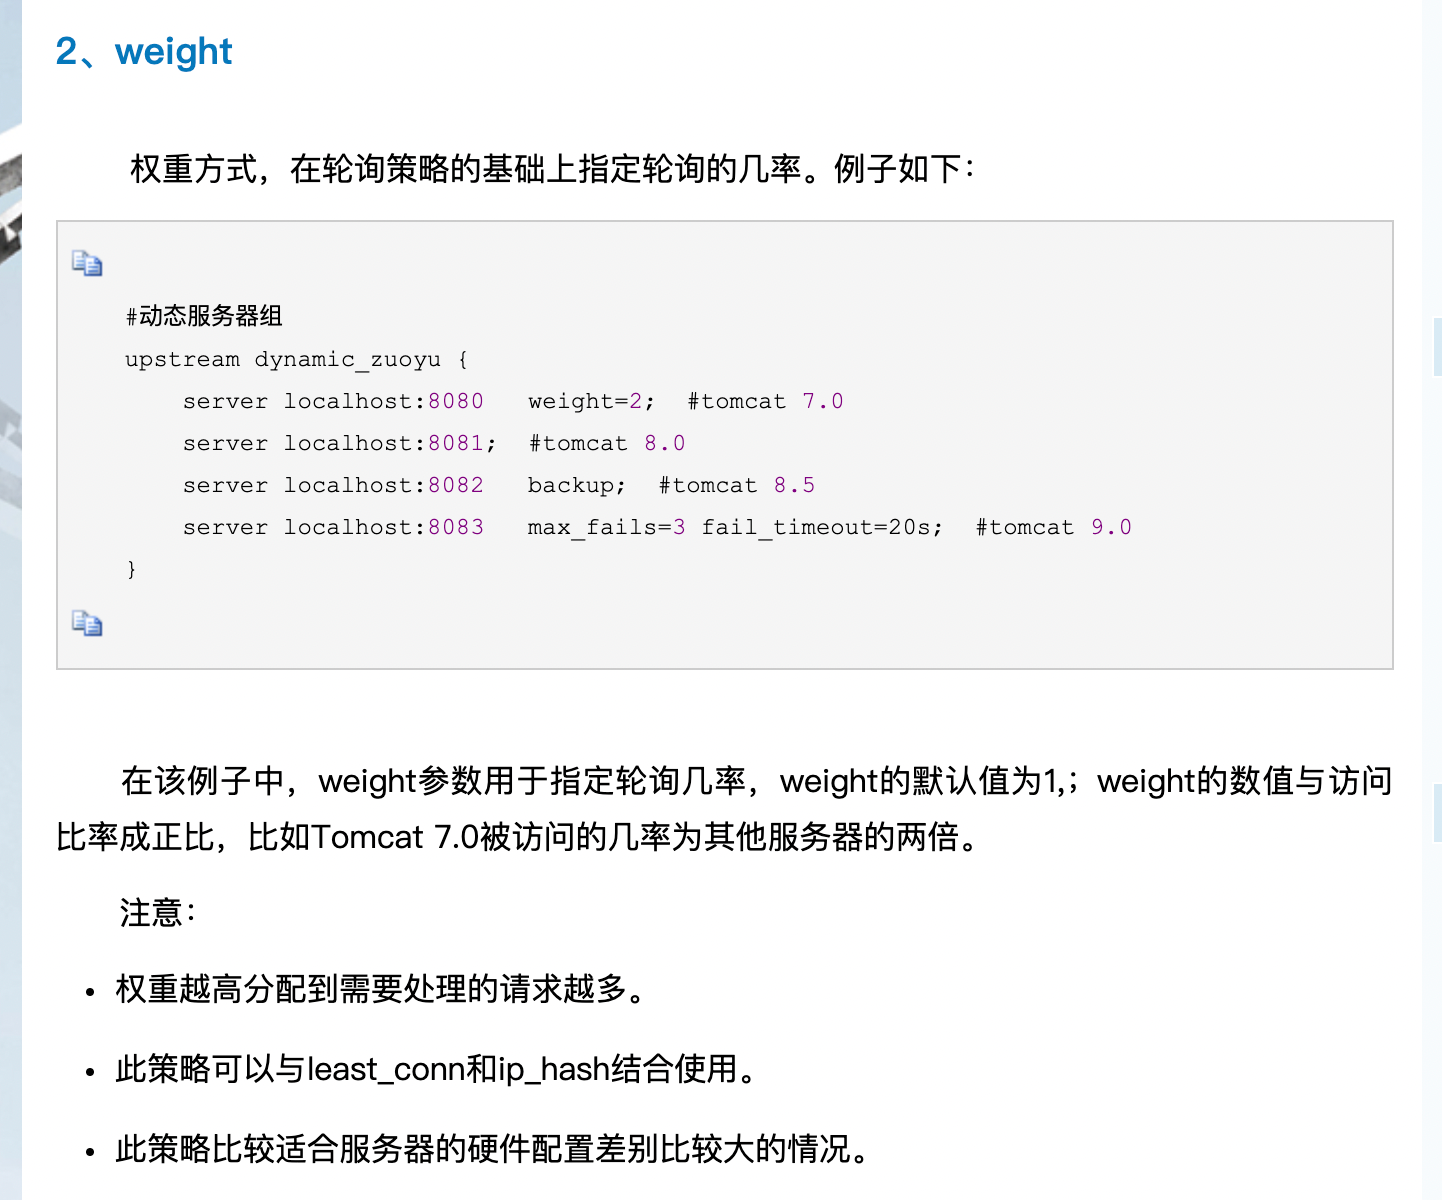 2、weight
权重方式，在轮询策略的基础上指定轮询的几率。例子如下：
#动态服务器组
upstream dynamic_zuoyu {
server localhost:8080   weight=2;  #tomcat 7.0
server localhost:8081;  #tomcat 8.0
server localhost:8082   backup;  #tomcat 8.5
server localhost:8083   max_fails=3 fail_timeout=20s;  #tomcat 9.0
}
在该例子中，weight参数用于指定轮询几率，weight的默认值为1,；weight的数值与访问
比率成正比，比如Tomcat 7.0被访问的几率为其他服务器的两倍。
注意：
• 权重越高分配到需要处理的请求越多。
• 此策略可以与least_conn和ip_hash结合使用。
• 此策略比较适合服务器的硬件配置差别比较大的情况。